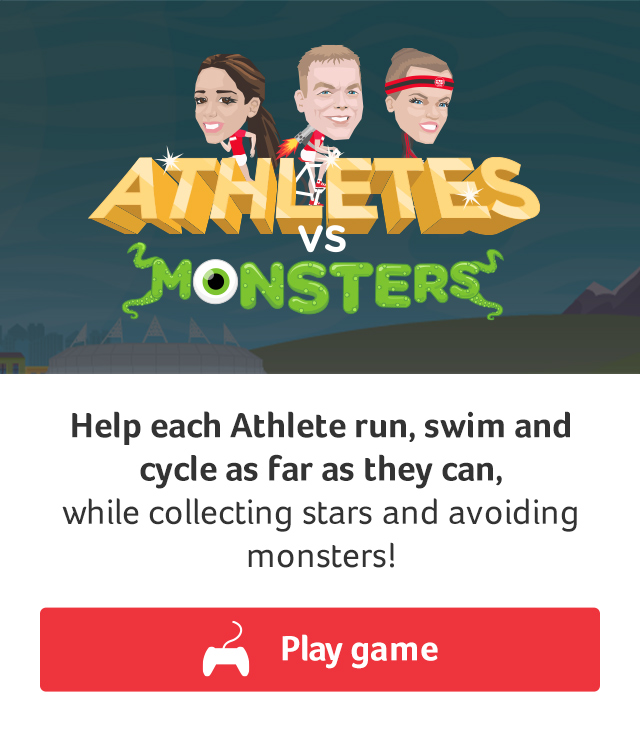 ATHLETES
VS
MONSTERS
Help each Athlete run, swim and
cycle as far as they can,
while collecting stars and avoiding
monsters!
Play game